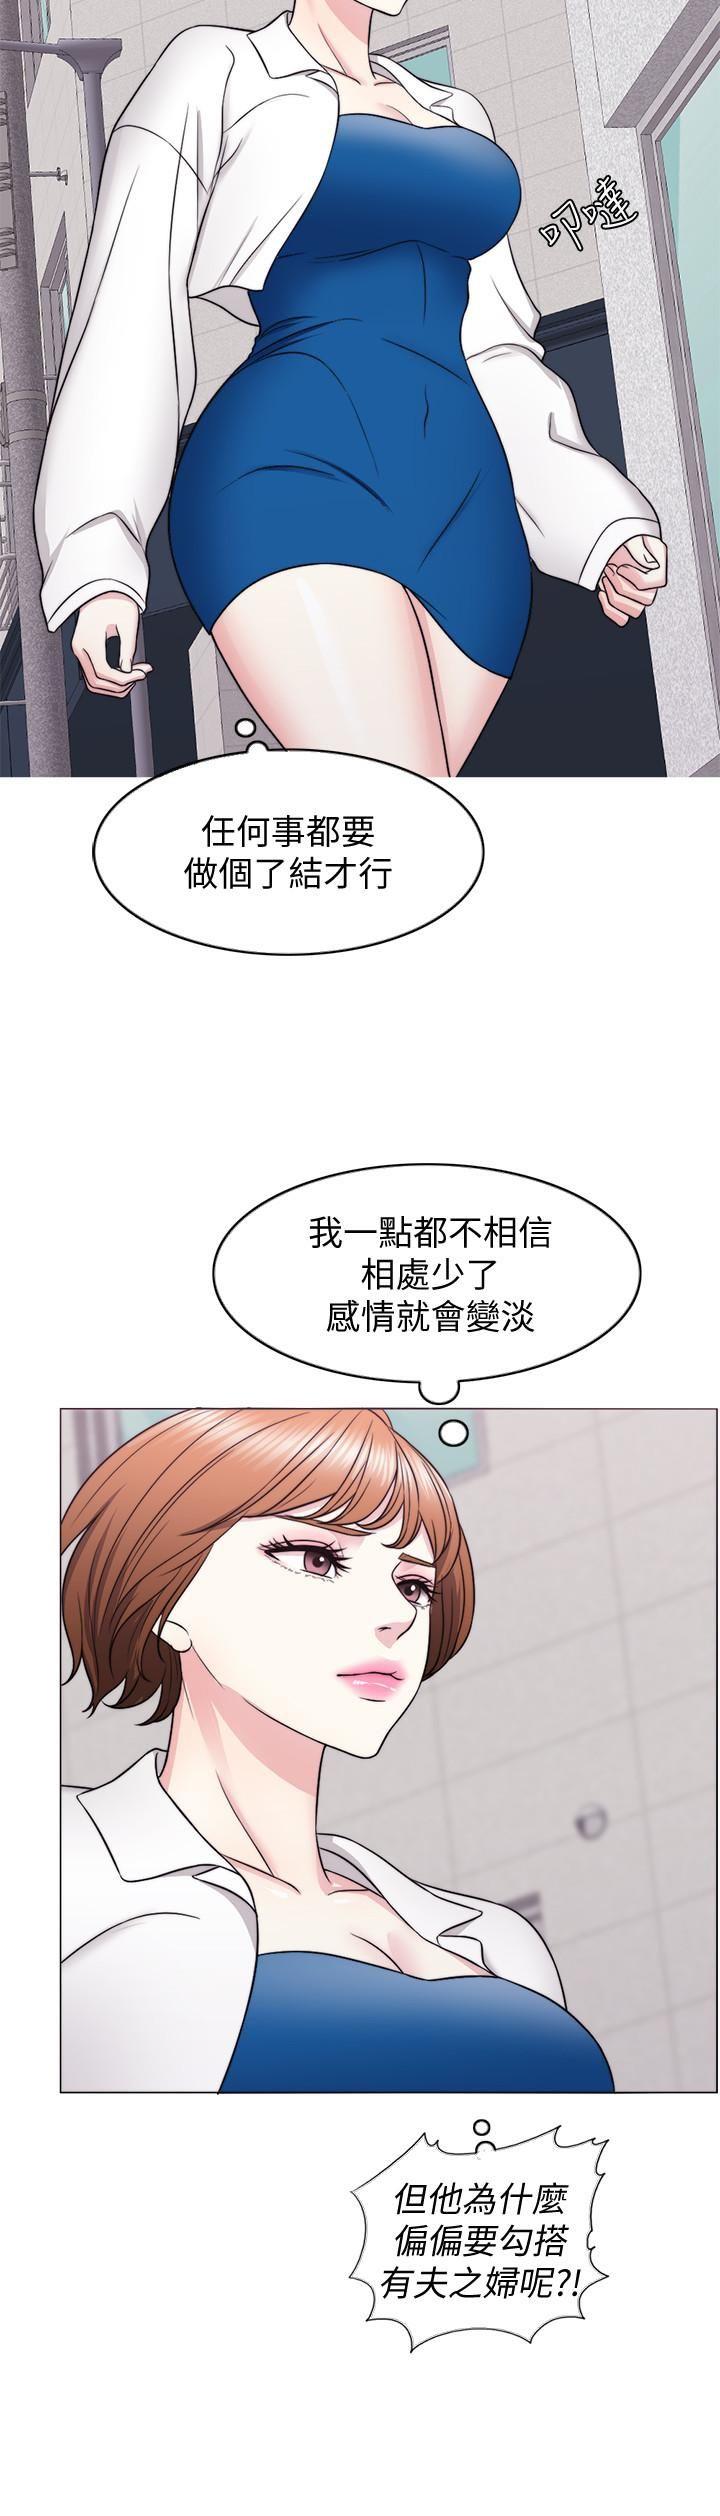 叩噠
任何事都要
做個了結才行
我一點都不相信
相處少了
感情就會變淡
但他為什麼
偏偏要勾搭
有夫之婦呢?!